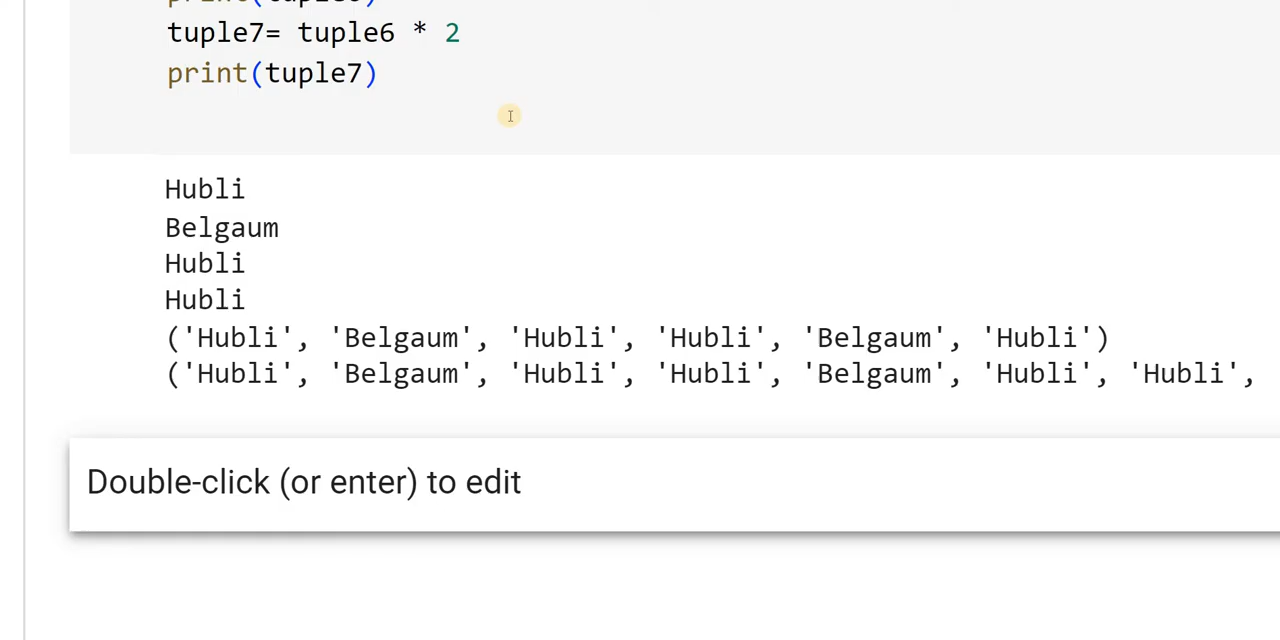 tuple7= tuple6 * 2
print(tuple7)
Hubli
Belgaum
Hubli
Hubli
('Hubli', 'Belgaum', 'Hubli', 'Hubli', 'Belgaum', 'Hubli')
('Hubli', 'Belgaum', 'Hubli', 'Hubli', 'Belgaum', 'Hubli', 'Hubli',
Double-click (or enter) to edit